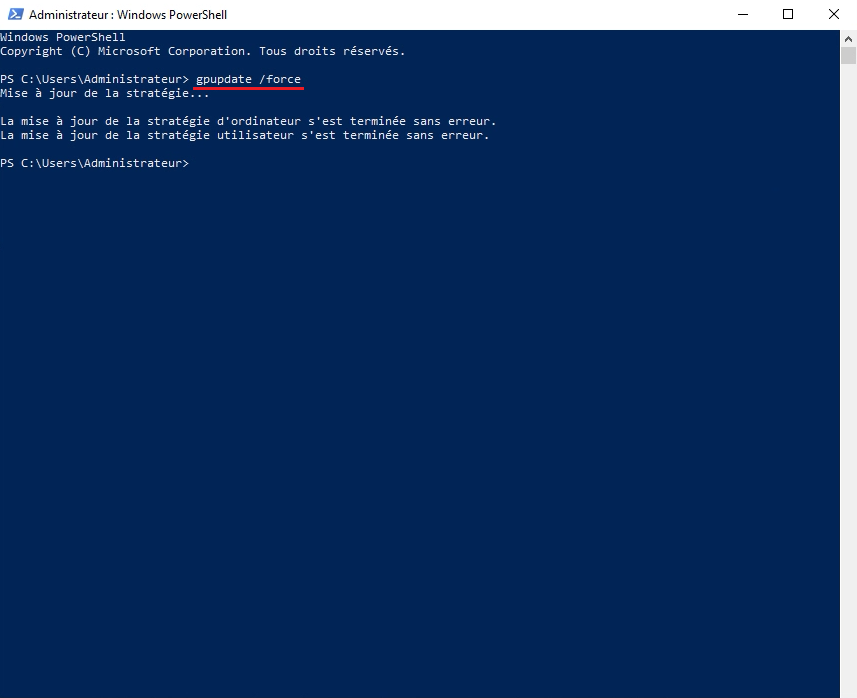 Administrateur : Windows PowerShell
Windows PowerShell
Copyright (C) Microsoft Corporation. Tous droits réservés.
PS C:\Users\Administrateur> gpupdate /force
Mise à jour de la stratégie...
La mise à jour de la stratégie d'ordinateur s'est terminée sans erreur.
La mise à jour de la stratégie utilisateur s'est terminée sans erreur.
PS C:\Users\Administrateur>